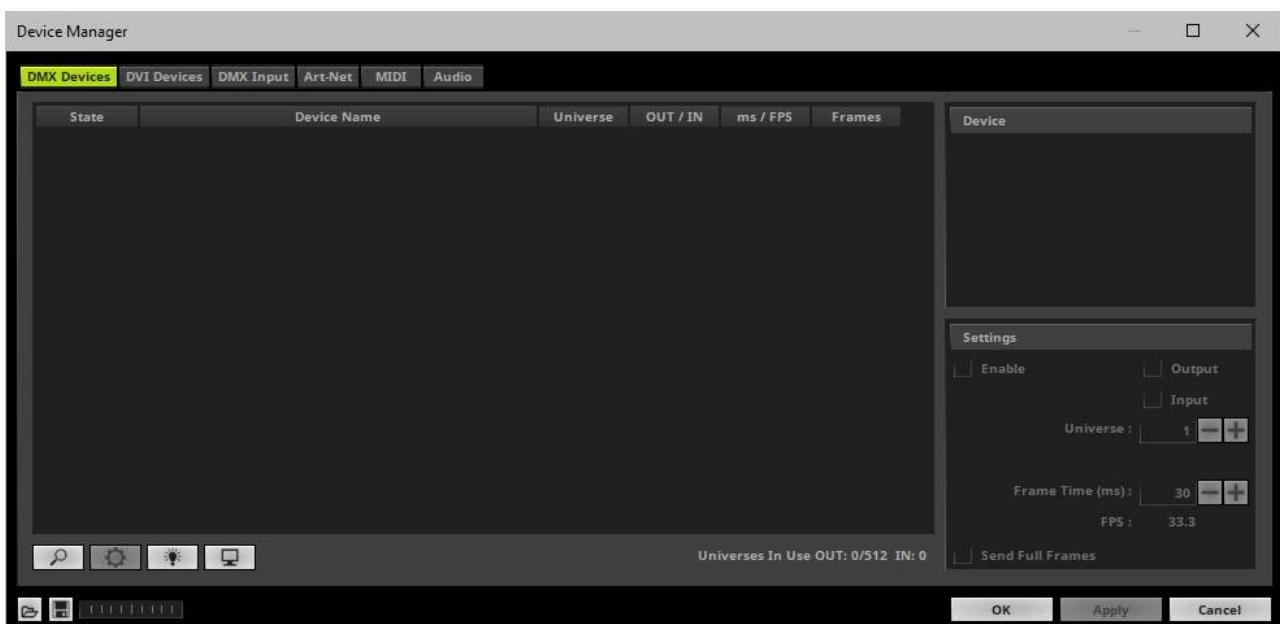 Device Manager
DMX Devices DVI Devices DMX Input Art-Net MIDI Audio
State Device Name Universe OUT / IN ms / FPS Frames
Device
Settings
Enable Output
Input
Universe : 1
Frame Time (ms) : 30
FPS : 33.3
Universes In Use OUT: 0/512 IN: 0
Send Full Frames
OK Apply Cancel